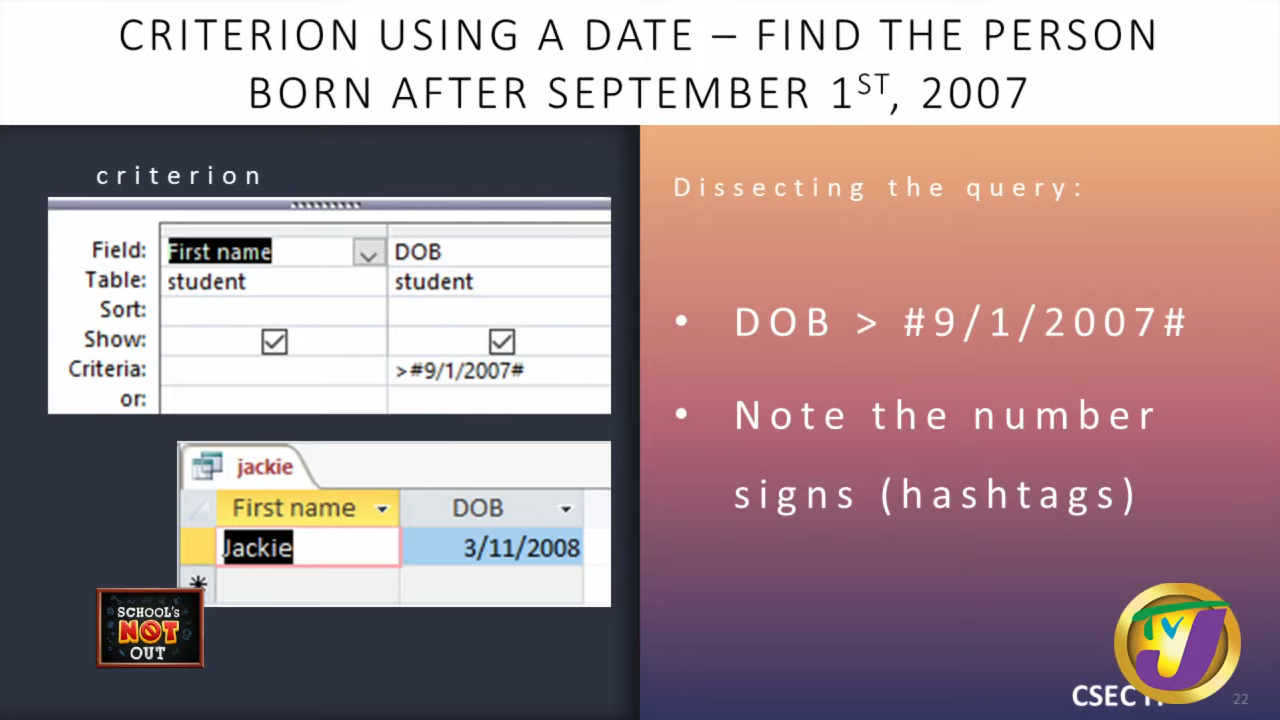 CRITERION USING A DATE – FIND THE PERSON
BORN AFTER SEPTEMBER 1ST, 2007
criterion
Field: First name DOB
Table: student student
Sort:
Show:
Criteria: >#9/1/2007#
or:
jackie
First name DOB
Jackie 3/11/2008
SCHOOL's
NOT
OUT
Dissecting the query:
• DOB > #9/1/2007#
• Note the number
signs (hashtags)
TVJ
CSEC
22